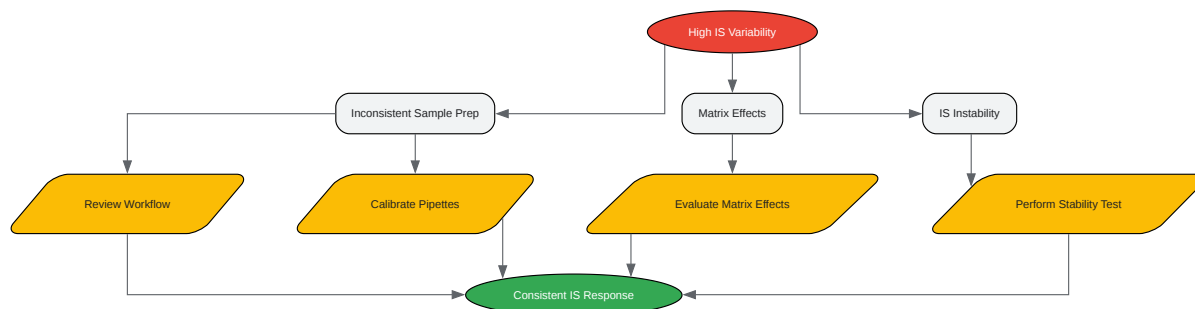 High IS Variability
Inconsistent Sample Prep
Matrix Effects
IS Instability
Review Workflow
Calibrate Pipettes
Evaluate Matrix Effects
Perform Stability Test
Consistent IS Response